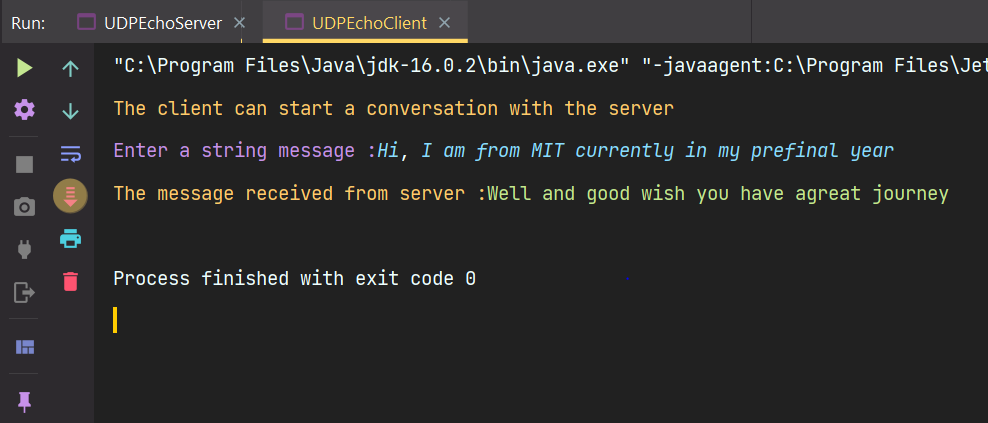 Run: UDPEchoServer UDPEchoClient
"C:\Program Files\Java\jdk-16.0.2\bin\java.exe" "-javaagent:C:\Program Files\Jet
The client can start a conversation with the server
Enter a string message :Hi, I am from MIT currently in my prefinal year
The message received from server :Well and good wish you have agreat journey
Process finished with exit code 0